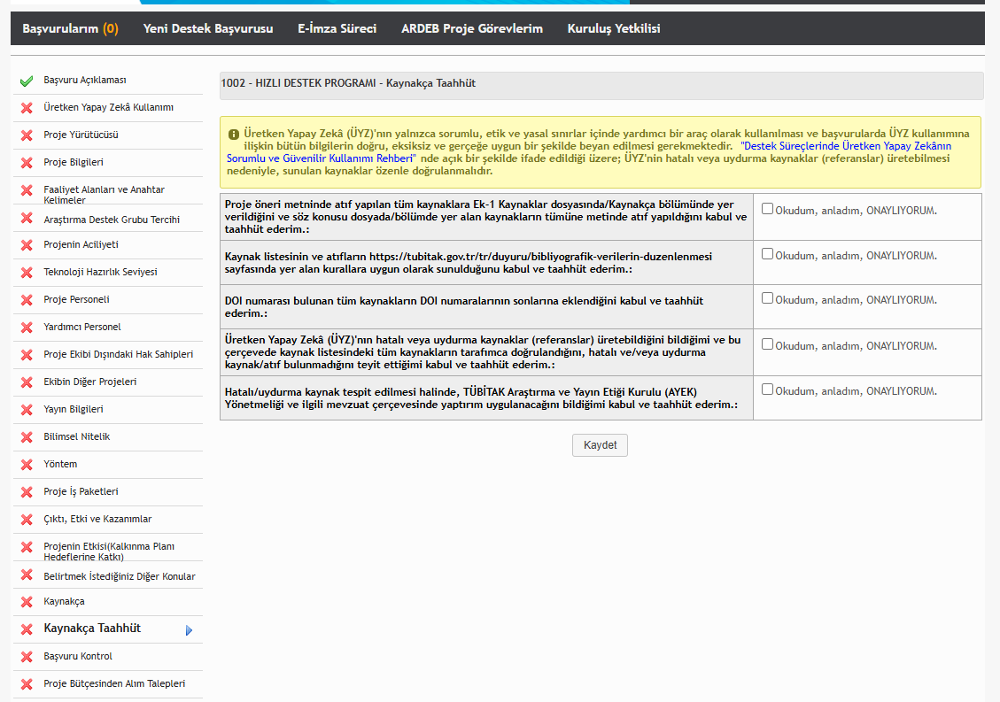 Başvurularım (0) Yeni Destek Başvurusu E-İmza Süreci ARDEB Proje Görevlerim Kuruluş Yetkilisi
Başvuru Açıklaması
Üretken Yapay Zekâ Kullanımı
Proje Yürütücüsü
Proje Bilgileri
Faaliyet Alanları ve Anahtar
Kelimeler
Araştırma Destek Grubu Tercihi
Projenin Aciliyeti
Teknoloji Hazırlık Seviyesi
Proje Personeli
Yardımcı Personel
Proje Ekibi Dışındaki Hak Sahipleri
Ekibin Diğer Projeleri
Yayın Bilgileri
Bilimsel Nitelik
Yöntem
Proje İş Paketleri
Çıktı, Etki ve Kazanımlar
Projenin Etkisi(Kalkınma Planı
Hedeflerine Katkı)
Belirtmek İstediğiniz Diğer Konular
Kaynakça
Kaynakça Taahhüt
Başvuru Kontrol
Proje Bütçesinden Alım Talepleri
1002 - HIZLI DESTEK PROGRAMI - Kaynakça Taahhüt
Üretken Yapay Zekâ (ÜYZ)'nın yalnızca sorumlu, etik ve yasal sınırlar içinde yardımcı bir araç olarak kullanılması ve başvurularda ÜYZ kullanımına
ilişkin bütün bilgilerin doğru, eksiksiz ve gerçeğe uygun bir şekilde beyan edilmesi gerekmektedir. "Destek Süreçlerinde Üretken Yapay Zekânın
Sorumlu ve Güvenilir Kullanımı Rehberi" nde açık bir şekilde ifade edildiği üzere; ÜYZ'nin hatalı veya uydurma kaynaklar (referanslar) üretebilmesi
nedeniyle, sunulan kaynaklar özenle doğrulanmalıdır.
Proje öneri metninde atıf yapılan tüm kaynaklara Ek-1 Kaynaklar dosyasında/Kaynakça bölümünde yer
verildiğini ve söz konusu dosyada/bölümde yer alan kaynakların tümüne metinde atıf yapıldığını kabul ve
taahhüt ederim.:
Okudum, anladım, ONAYLIYORUM.
Kaynak listesinin ve atıfların https://tubitak.gov.tr/tr/duyuru/bibliyografik-verilerin-duzenlenmesi
sayfasında yer alan kurallara uygun olarak sunulduğunu kabul ve taahhüt ederim.:
Okudum, anladım, ONAYLIYORUM.
DOI numarası bulunan tüm kaynakların DOI numaralarının sonlarına eklendiğini kabul ve taahhüt
ederim.:
Okudum, anladım, ONAYLIYORUM.
Üretken Yapay Zekâ (ÜYZ)'nın hatalı veya uydurma kaynaklar (referanslar) üretebildiğini bildiğimi ve bu
çerçevede kaynak listesindeki tüm kaynakların tarafımca doğrulandığını, hatalı ve/veya uydurma
kaynak/atıf bulunmadığını teyit ettiğimi kabul ve taahhüt ederim.:
Okudum, anladım, ONAYLIYORUM.
Hatalı/uydurma kaynak tespit edilmesi halinde, TÜBİTAK Araştırma ve Yayın Etiği Kurulu (AYEK)
Yönetmeliği ve ilgili mevzuat çerçevesinde yaptırım uygulanacağını bildiğimi kabul ve taahhüt ederim.:
Okudum, anladım, ONAYLIYORUM.
Kaydet